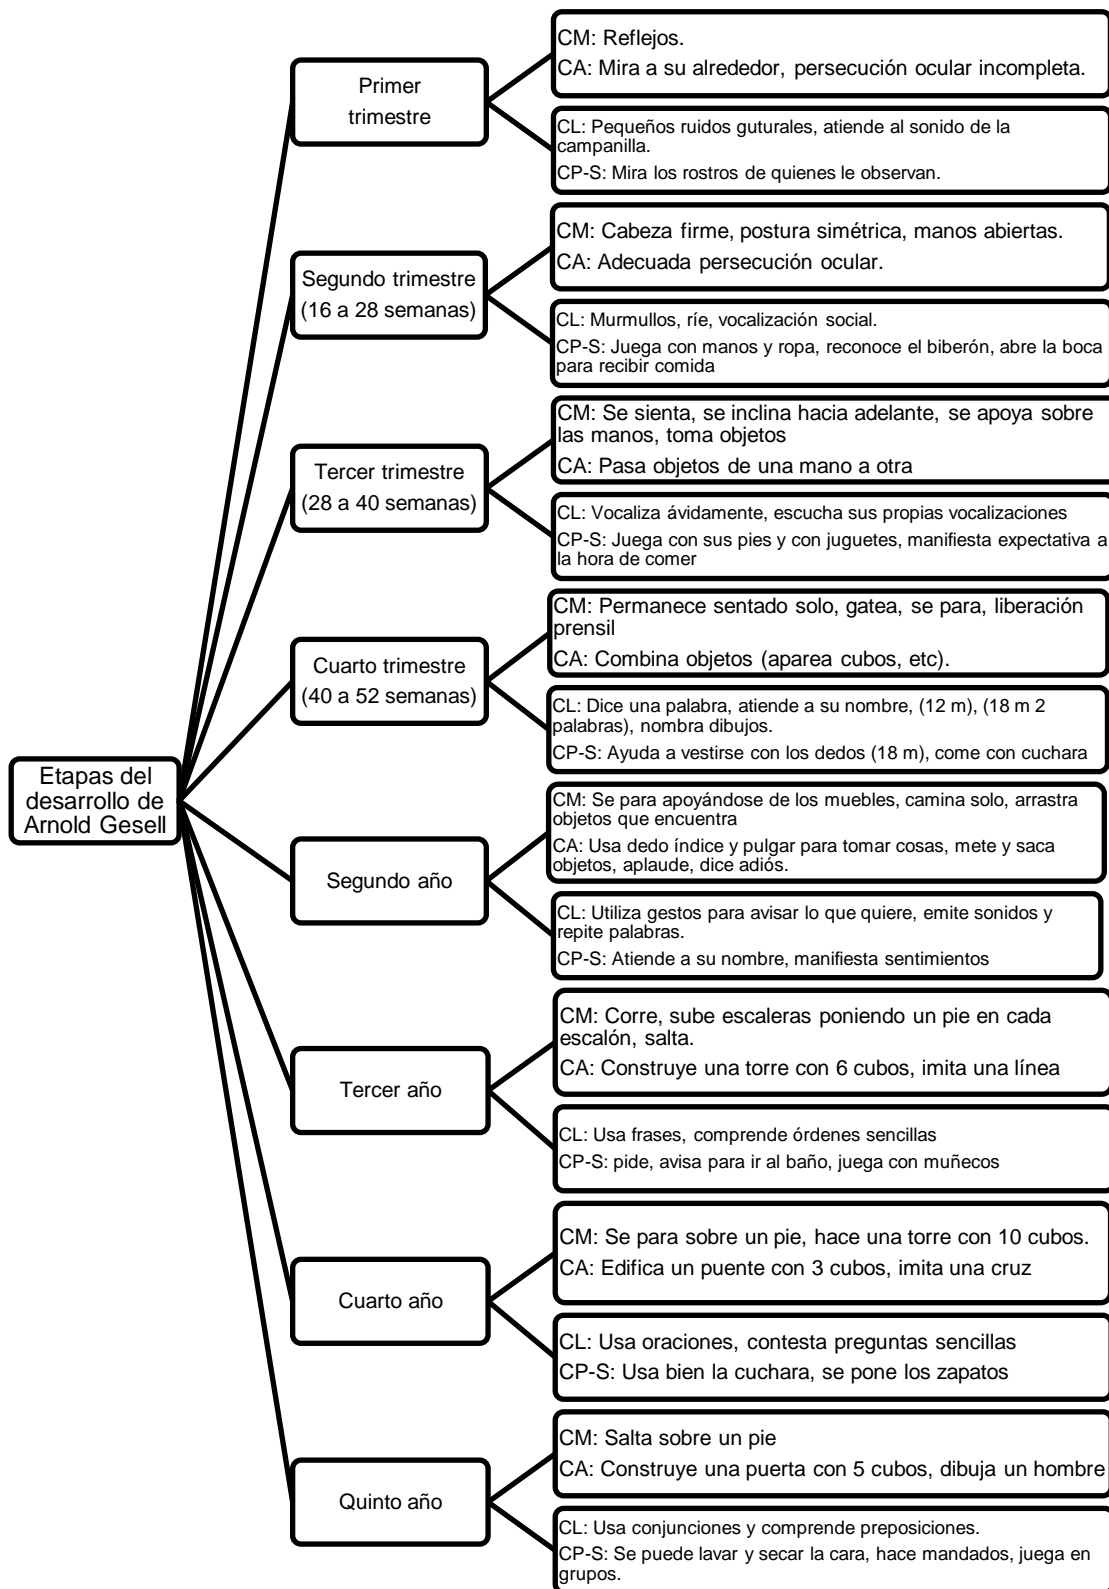 CM: Reflejos.
CA: Mira a su alrededor, persecución ocular incompleta.
Primer
trimestre
CL: Pequeños ruidos guturales, atiende al sonido de la
campanilla.
CP-S: Mira los rostros de quienes le observan.
CM: Cabeza firme, postura simétrica, manos abiertas.
CA: Adecuada persecución ocular.
Segundo trimestre
(16 a 28 semanas)
CL: Murmullos, ríe, vocalización social.
CP-S: Juega con manos y ropa, reconoce el biberón, abre la boca
para recibir comida
CM: Se sienta, se inclina hacia adelante, se apoya sobre
las manos, toma objetos
CA: Pasa objetos de una mano a otra
Tercer trimestre
(28 a 40 semanas)
CL: Vocaliza ávidamente, escucha sus propias vocalizaciones
CP-S: Juega con sus pies y con juguetes, manifiesta expectativa a
la hora de comer
CM: Permanece sentado solo, gatea, se para, liberación
prensil
CA: Combina objetos (aparea cubos, etc).
Cuarto trimestre
(40 a 52 semanas)
CL: Dice una palabra, atiende a su nombre, (12 m), (18 m 2
palabras), nombra dibujos.
CP-S: Ayuda a vestirse con los dedos (18 m), come con cuchara
Etapas del
desarrollo de
Arnold Gesell
CM: Se para apoyándose de los muebles, camina solo, arrastra
objetos que encuentra
CA: Usa dedo índice y pulgar para tomar cosas, mete y saca
objetos, aplaude, dice adiós.
Segundo año
CL: Utiliza gestos para avisar lo que quiere, emite sonidos y
repite palabras.
CP-S: Atiende a su nombre, manifiesta sentimientos
CM: Corre, sube escaleras poniendo un pie en cada
escalón, salta.
CA: Construye una torre con 6 cubos, imita una línea
Tercer año
CL: Usa frases, comprende órdenes sencillas
CP-S: pide, avisa para ir al baño, juega con muñecos
CM: Se para sobre un pie, hace una torre con 10 cubos.
CA: Edifica un puente con 3 cubos, imita una cruz
Cuarto año
CL: Usa oraciones, contesta preguntas sencillas
CP-S: Usa bien la cuchara, se pone los zapatos
CM: Salta sobre un pie
CA: Construye una puerta con 5 cubos, dibuja un hombre
Quinto año
CL: Usa conjunciones y comprende preposiciones.
CP-S: Se puede lavar y secar la cara, hace mandados, juega en
grupos.